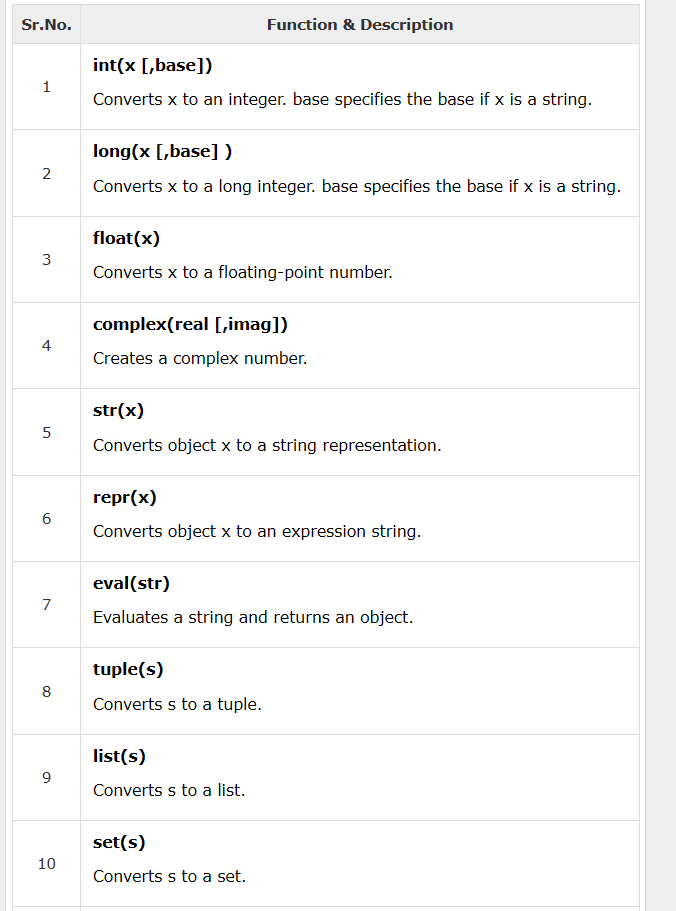 Sr.No. Function & Description
1
int(x [,base])
Converts x to an integer. base specifies the base if x is a string.
2
long(x [,base] )
Converts x to a long integer. base specifies the base if x is a string.
3
float(x)
Converts x to a floating-point number.
4
complex(real [,imag])
Creates a complex number.
5
str(x)
Converts object x to a string representation.
6
repr(x)
Converts object x to an expression string.
7
eval(str)
Evaluates a string and returns an object.
8
tuple(s)
Converts s to a tuple.
9
list(s)
Converts s to a list.
10
set(s)
Converts s to a set.